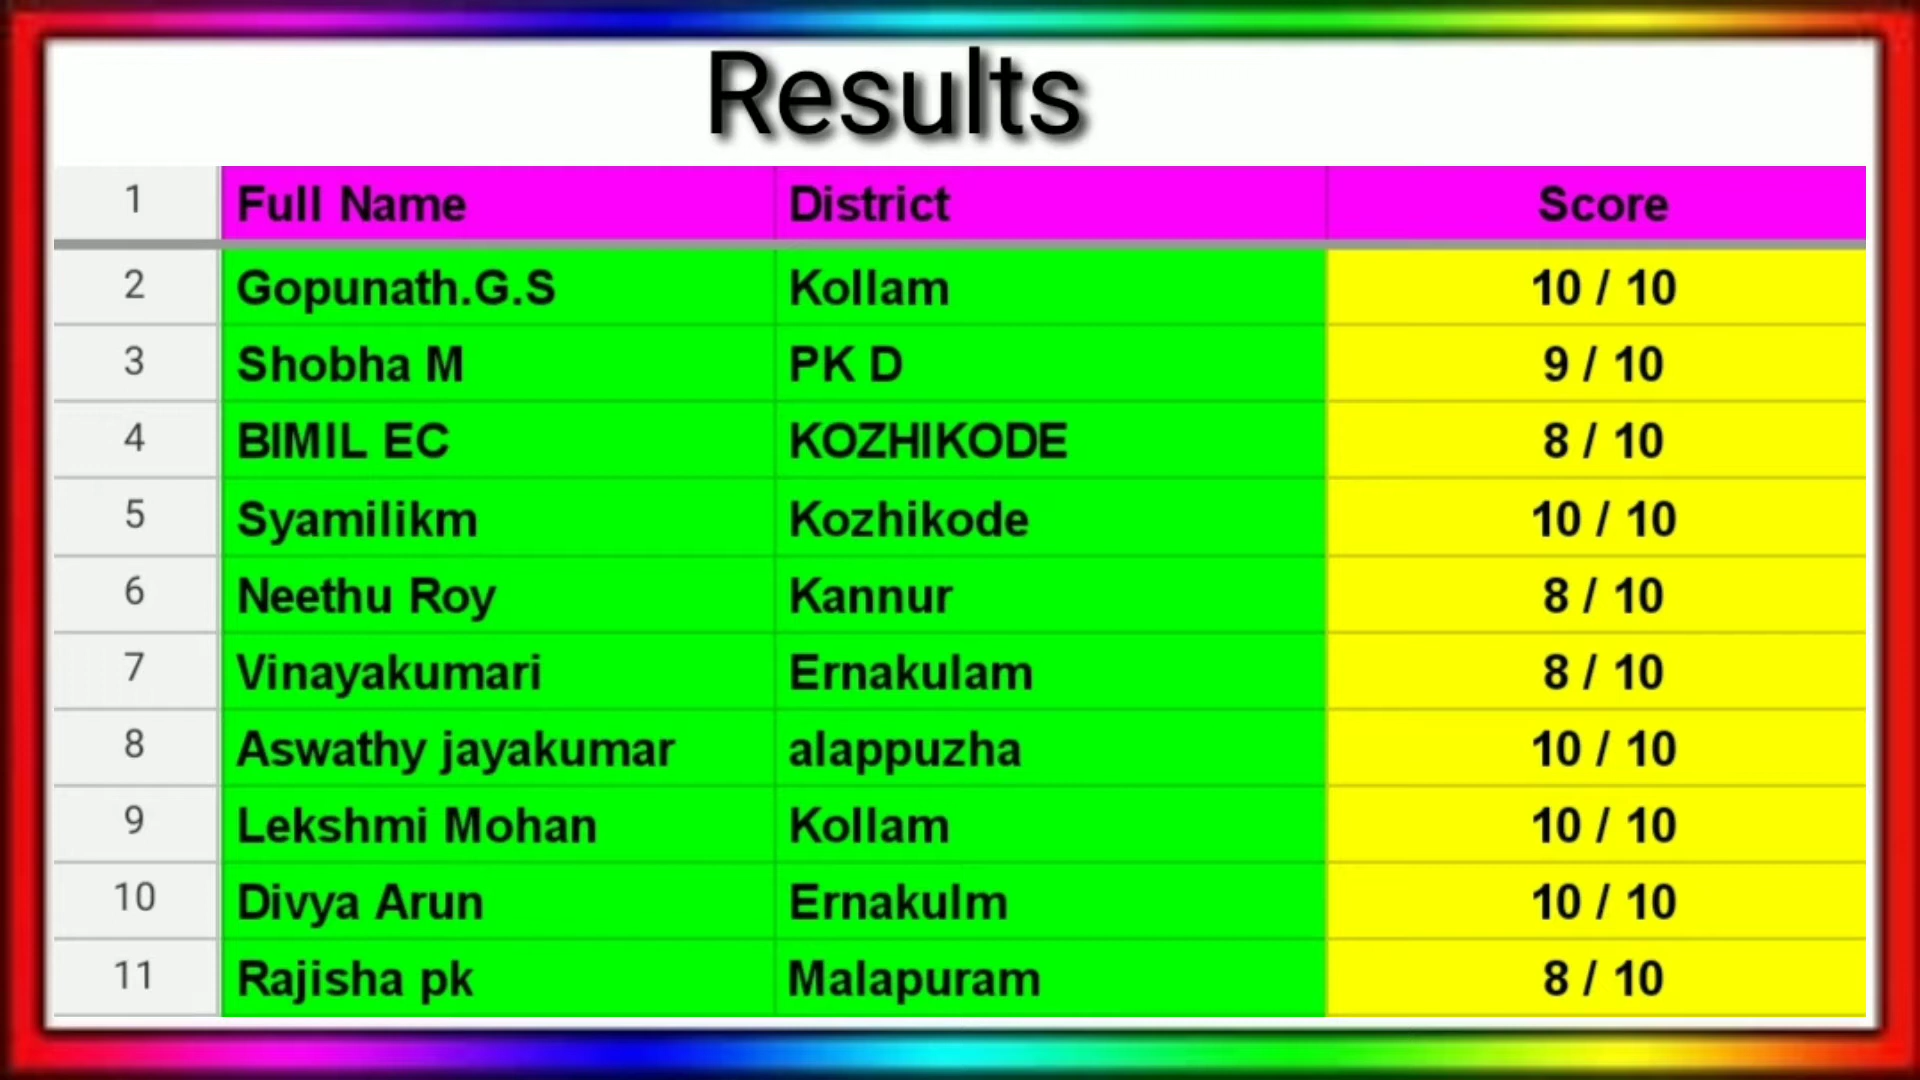 Results
1 Full Name District Score
2 Gopunath.G.S Kollam 10 / 10
3 Shobha M PK D 9 / 10
4 BIMIL EC KOZHIKODE 8 / 10
5 Syamilikm Kozhikode 10 / 10
6 Neethu Roy Kannur 8 / 10
7 Vinayakumari Ernakulam 8 / 10
8 Aswathy jayakumar alappuzha 10 / 10
9 Lekshmi Mohan Kollam 10 / 10
10 Divya Arun Ernakulm 10 / 10
11 Rajisha pk Malapuram 8 / 10